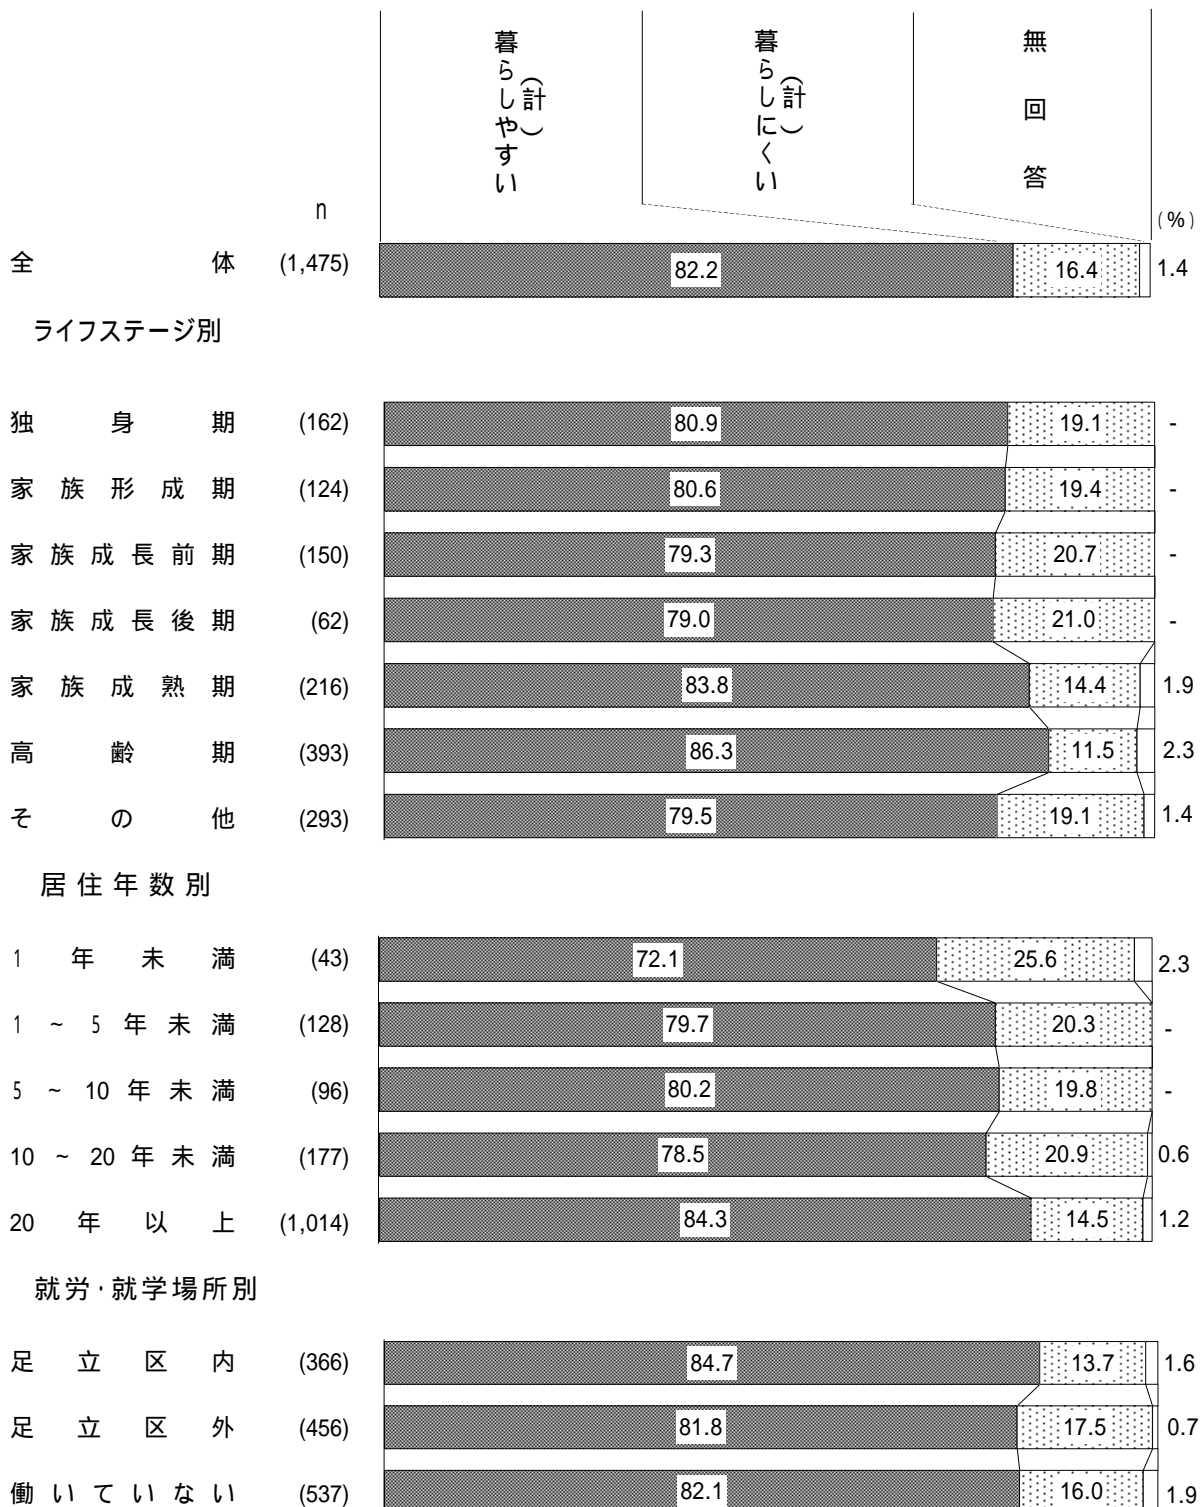 暮らしやすい（計）
暮らしにくい（計）
無回答
n
(%)
全体 (1,475) 82.2 16.4 1.4
ライフステージ別
独身期 (162) 80.9 19.1 -
家族形成期 (124) 80.6 19.4 -
家族成長前期 (150) 79.3 20.7 -
家族成長後期 (62) 79.0 21.0 -
家族成熟期 (216) 83.8 14.4 1.9
高齢期 (393) 86.3 11.5 2.3
その他 (293) 79.5 19.1 1.4
居住年数別
1年未満 (43) 72.1 25.6 2.3
1~5年未満 (128) 79.7 20.3 -
5~10年未満 (96) 80.2 19.8 -
10~20年未満 (177) 78.5 20.9 0.6
20年以上 (1,014) 84.3 14.5 1.2
就労・就学場所別
足立区内 (366) 84.7 13.7 1.6
足立区外 (456) 81.8 17.5 0.7
働いていない (537) 82.1 16.0 1.9